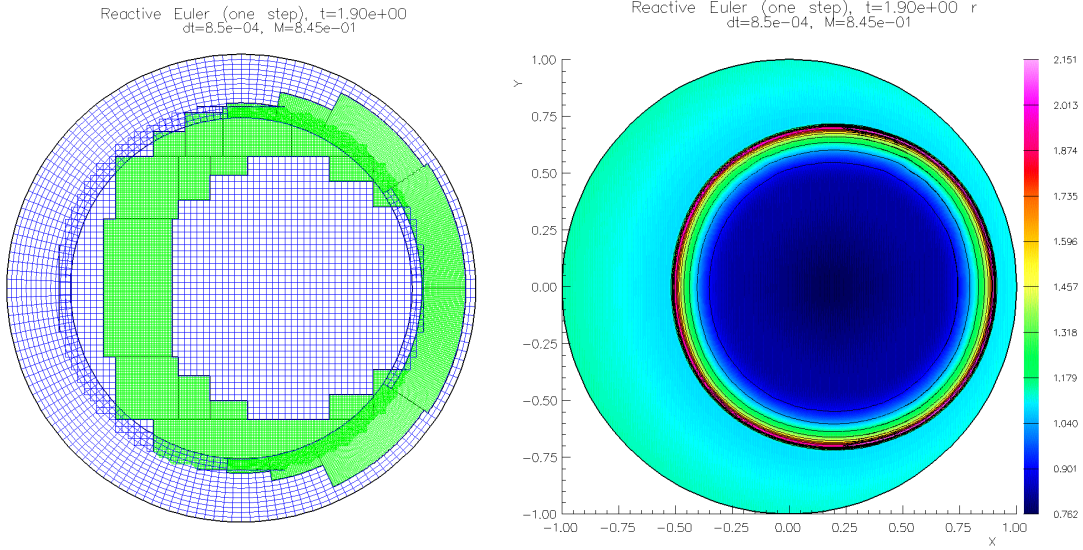 Reactive Euler (one step), t=1.90e+00
dt=8.5e-04, M=8.45e-01
Reactive Euler (one step), t=1.90e+00 r
dt=8.5e-04, M=8.45e-01
1.00
0.75
0.50
0.25
0.00
-0.25
-0.50
-0.75
-1.00
Y
-1.00 -0.75 -0.50 -0.25 0.00 0.25 0.50 0.75 1.00
X
2.151
2.013
1.874
1.735
1.596
1.457
1.318
1.179
1.040
0.901
0.762